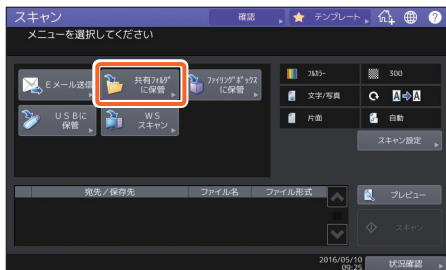 スキャン
確認
テンプレート
?
メニューを選択してください
Eメール送信
共有フォルダ
に保管
ファイリングボックス
に保管
USBに
保管
WS
スキャン
フルカラー
300
文字/写真
A A
片面
自動
スキャン設定
宛先/保存先
ファイル名
ファイル形式
プレビュー
スキャン
2016/05/10
09:25
状況確認